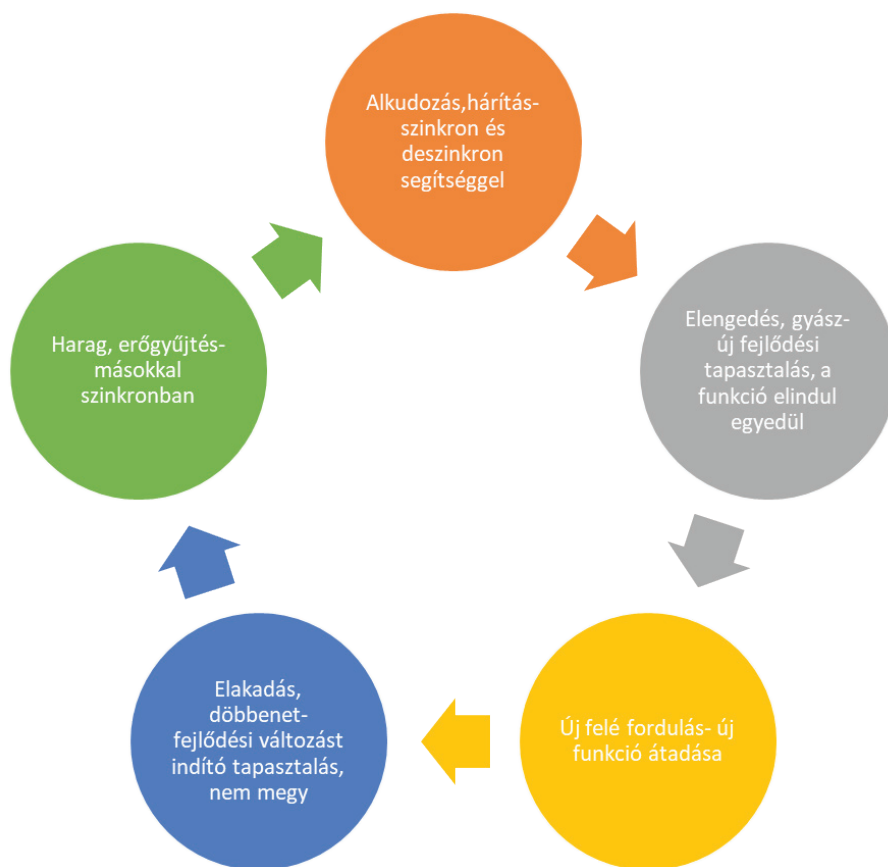 Alkudozás,hárítás-
szinkron és
deszinkron
segítséggel
Elengedés, gyász-
új fejlődési
tapasztalás, a
funkció elindul
egyedül
Új felé fordulás- új
funkció átadása
Elakadás,
döbbenet-
fejlődési változást
indító tapasztalás,
nem megy
Harag, erőgyűjtés-
másokkal
szinkronban